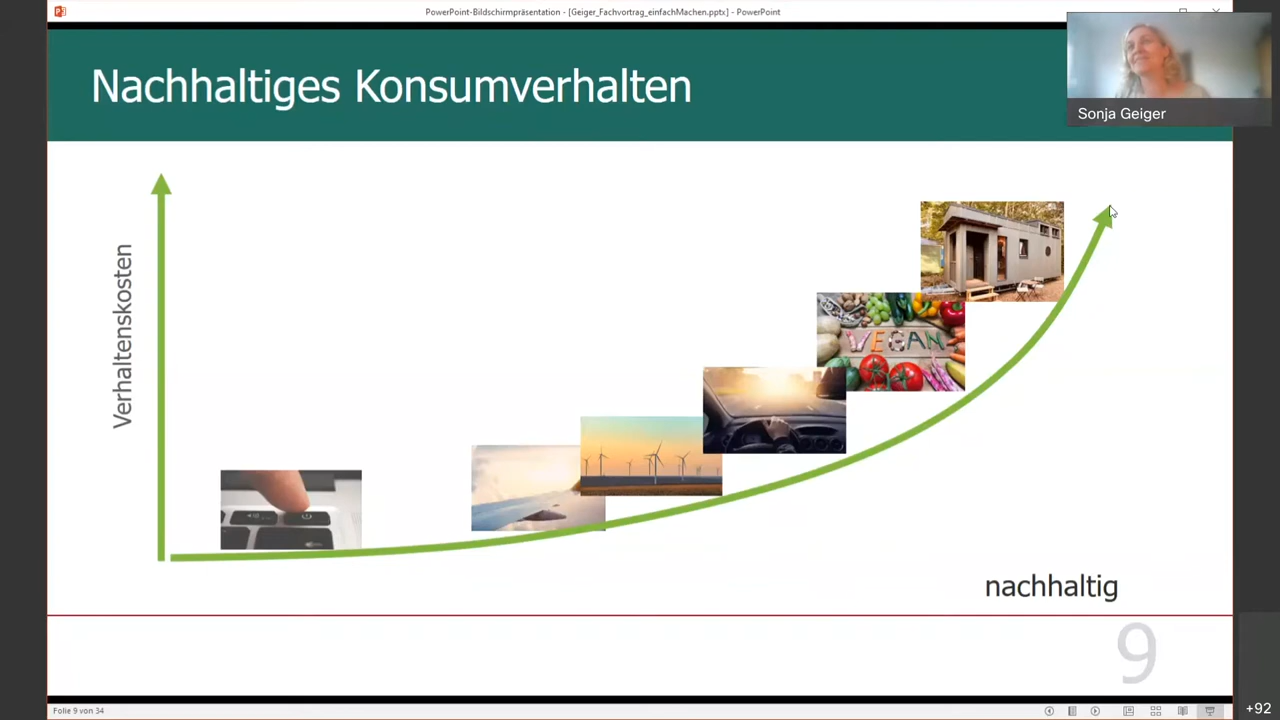 PowerPoint-Bildschirmpräsentation - [Geiger_Fachvortrag_einfachMachen.pptx] - PowerPoint
Nachhaltiges Konsumverhalten
Sonja Geiger
Verhaltenskosten
VEGAN
nachhaltig
9
Folie 9 von 34
+92